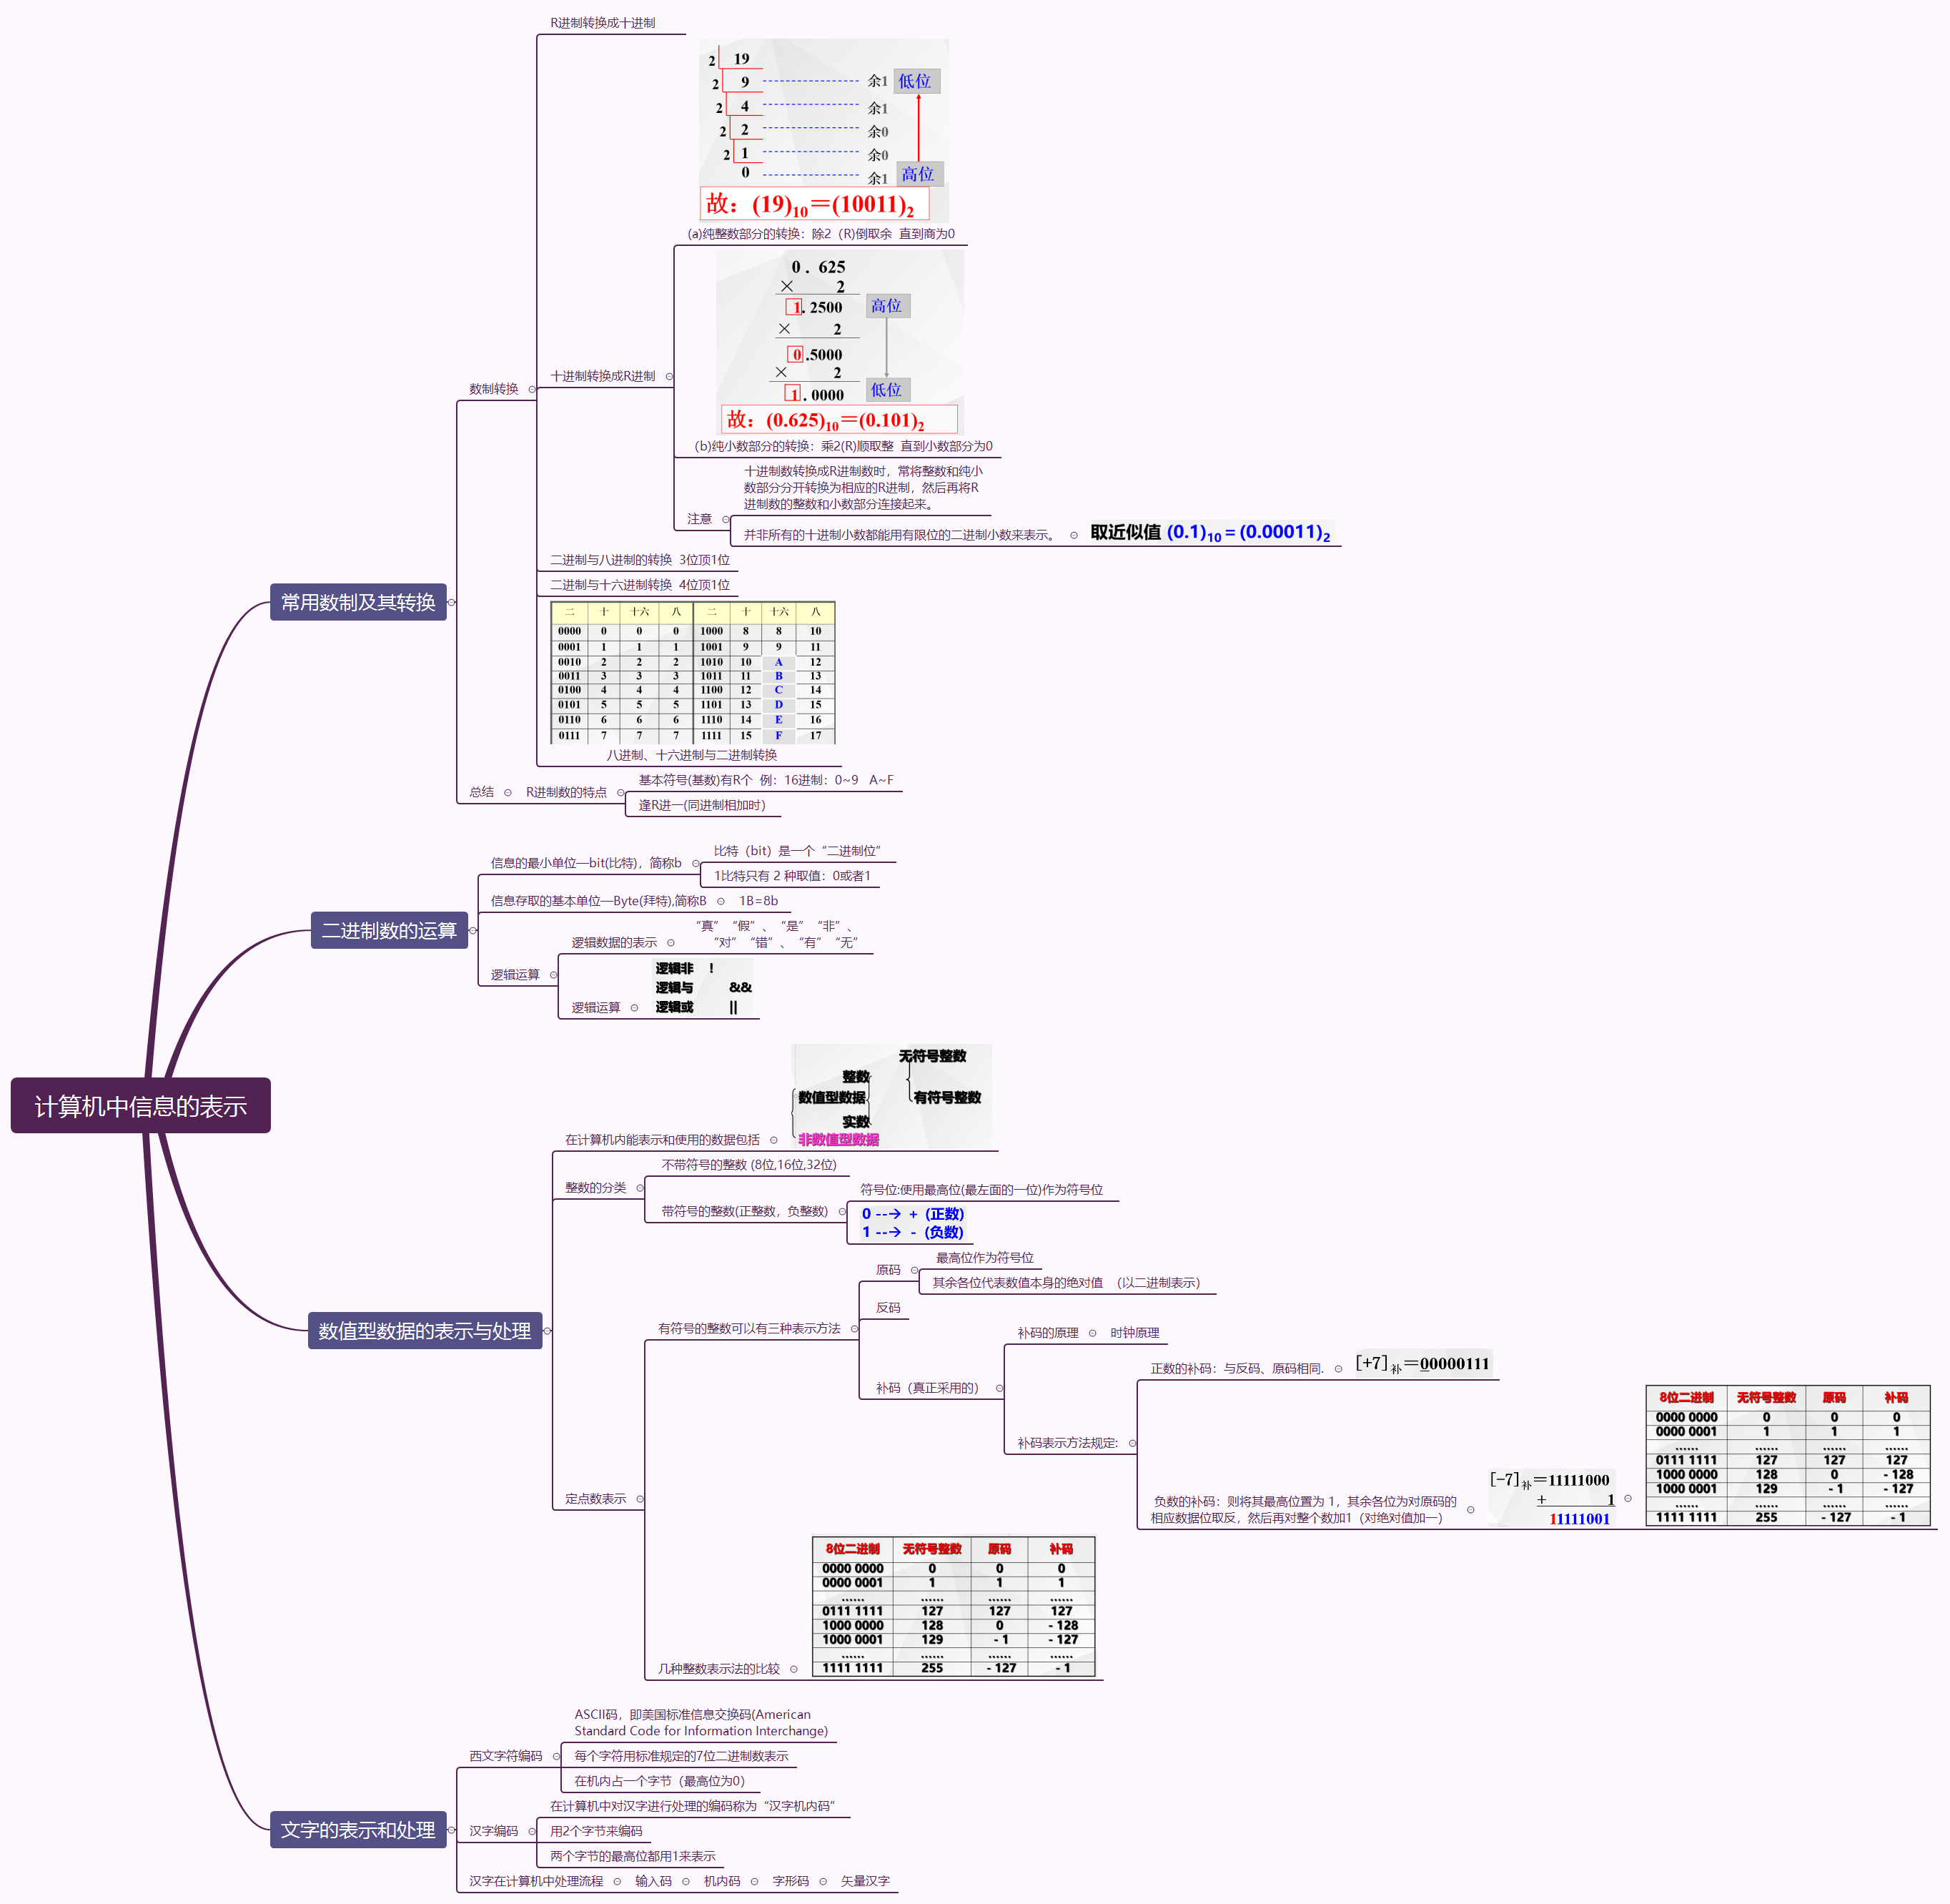 计算机中信息的表示
常用数制及其转换
数制转换
R进制转换成十进制
十进制转换成R进制
2 19
2 9 余1 低位
2 4 余1
2 2 余0
2 1 余0
0 余1 高位
故：(19)10＝(10011)2
(a)纯整数部分的转换：除2（R)倒取余 直到商为0
0 . 625
× 2
1. 2500 高位
× 2
0 .5000
× 2
1 . 0000 低位
故：(0.625)10＝(0.101)2
（b)纯小数部分的转换：乘2(R)顺取整 直到小数部分为0
注意
十进制数转换成R进制数时，常将整数和纯小
数部分分开转换为相应的R进制，然后再将R
进制数的整数和小数部分连接起来。
并非所有的十进制小数都能用有限位的二进制小数来表示。
取近似值 (0.1)10 = (0.00011)2
二进制与八进制的转换 3位顶1位
二进制与十六进制转换 4位顶1位
二 十 十六 八 二 十 十六 八
0000 0 0 0 1000 8 8 10
0001 1 1 1 1001 9 9 11
0010 2 2 2 1010 10 A 12
0011 3 3 3 1011 11 B 13
0100 4 4 4 1100 12 C 14
0101 5 5 5 1101 13 D 15
0110 6 6 6 1110 14 E 16
0111 7 7 7 1111 15 F 17
八进制、十六进制与二进制转换
总结
R进制数的特点
基本符号(基数)有R个 例：16进制：0~9 A~F
逢R进一(同进制相加时)
二进制数的运算
信息的最小单位—bit(比特)，简称b
比特（bit）是一个“二进制位”
1比特只有 2 种取值：0或者1
信息存取的基本单位—Byte(拜特),简称B
1B=8b
逻辑运算
逻辑数据的表示
“真” “假” 、 “是” “非” 、
“对” “错” 、 “有” “无”
逻辑运算
逻辑非 !
逻辑与 &&
逻辑或 ||
数值型数据的表示与处理
在计算机内能表示和使用的数据包括
无符号整数
整数
数值型数据
有符号整数
实数
非数值型数据
整数的分类
不带符号的整数 (8位,16位,32位)
带符号的整数(正整数，负整数)
符号位:使用最高位(最左面的一位)作为符号位
0 --→ + (正数)
1 --→ - (负数)
定点数表示
有符号的整数可以有三种表示方法
原码
最高位作为符号位
其余各位代表数值本身的绝对值 （以二进制表示）
反码
补码（真正采用的）
补码的原理
时钟原理
补码表示方法规定:
正数的补码：与反码、原码相同.
[+7]补＝00000111
负数的补码：则将其最高位置为 1，其余各位为对原码的
相应数据位取反，然后再对整个数加1（对绝对值加一）
[−7]补＝11111000
+ 1
11111001
8位二进制 无符号整数 原码 补码
0000 0000 0 0 0
0000 0001 1 1 1
…… …… …… ……
0111 1111 127 127 127
1000 0000 128 0 - 128
1000 0001 129 - 1 - 127
…… …… …… ……
1111 1111 255 - 127 - 1
几种整数表示法的比较
8位二进制 无符号整数 原码 补码
0000 0000 0 0 0
0000 0001 1 1 1
…… …… …… ……
0111 1111 127 127 127
1000 0000 128 0 - 128
1000 0001 129 - 1 - 127
…… …… …… ……
1111 1111 255 - 127 - 1
文字的表示和处理
西文字符编码
ASCII码，即美国标准信息交换码(American
Standard Code for Information Interchange)
每个字符用标准规定的7位二进制数表示
在机内占一个字节（最高位为0）
汉字编码
在计算机中对汉字进行处理的编码称为“汉字机内码”
用2个字节来编码
两个字节的最高位都用1来表示
汉字在计算机中处理流程
输入码
机内码
字形码
矢量汉字